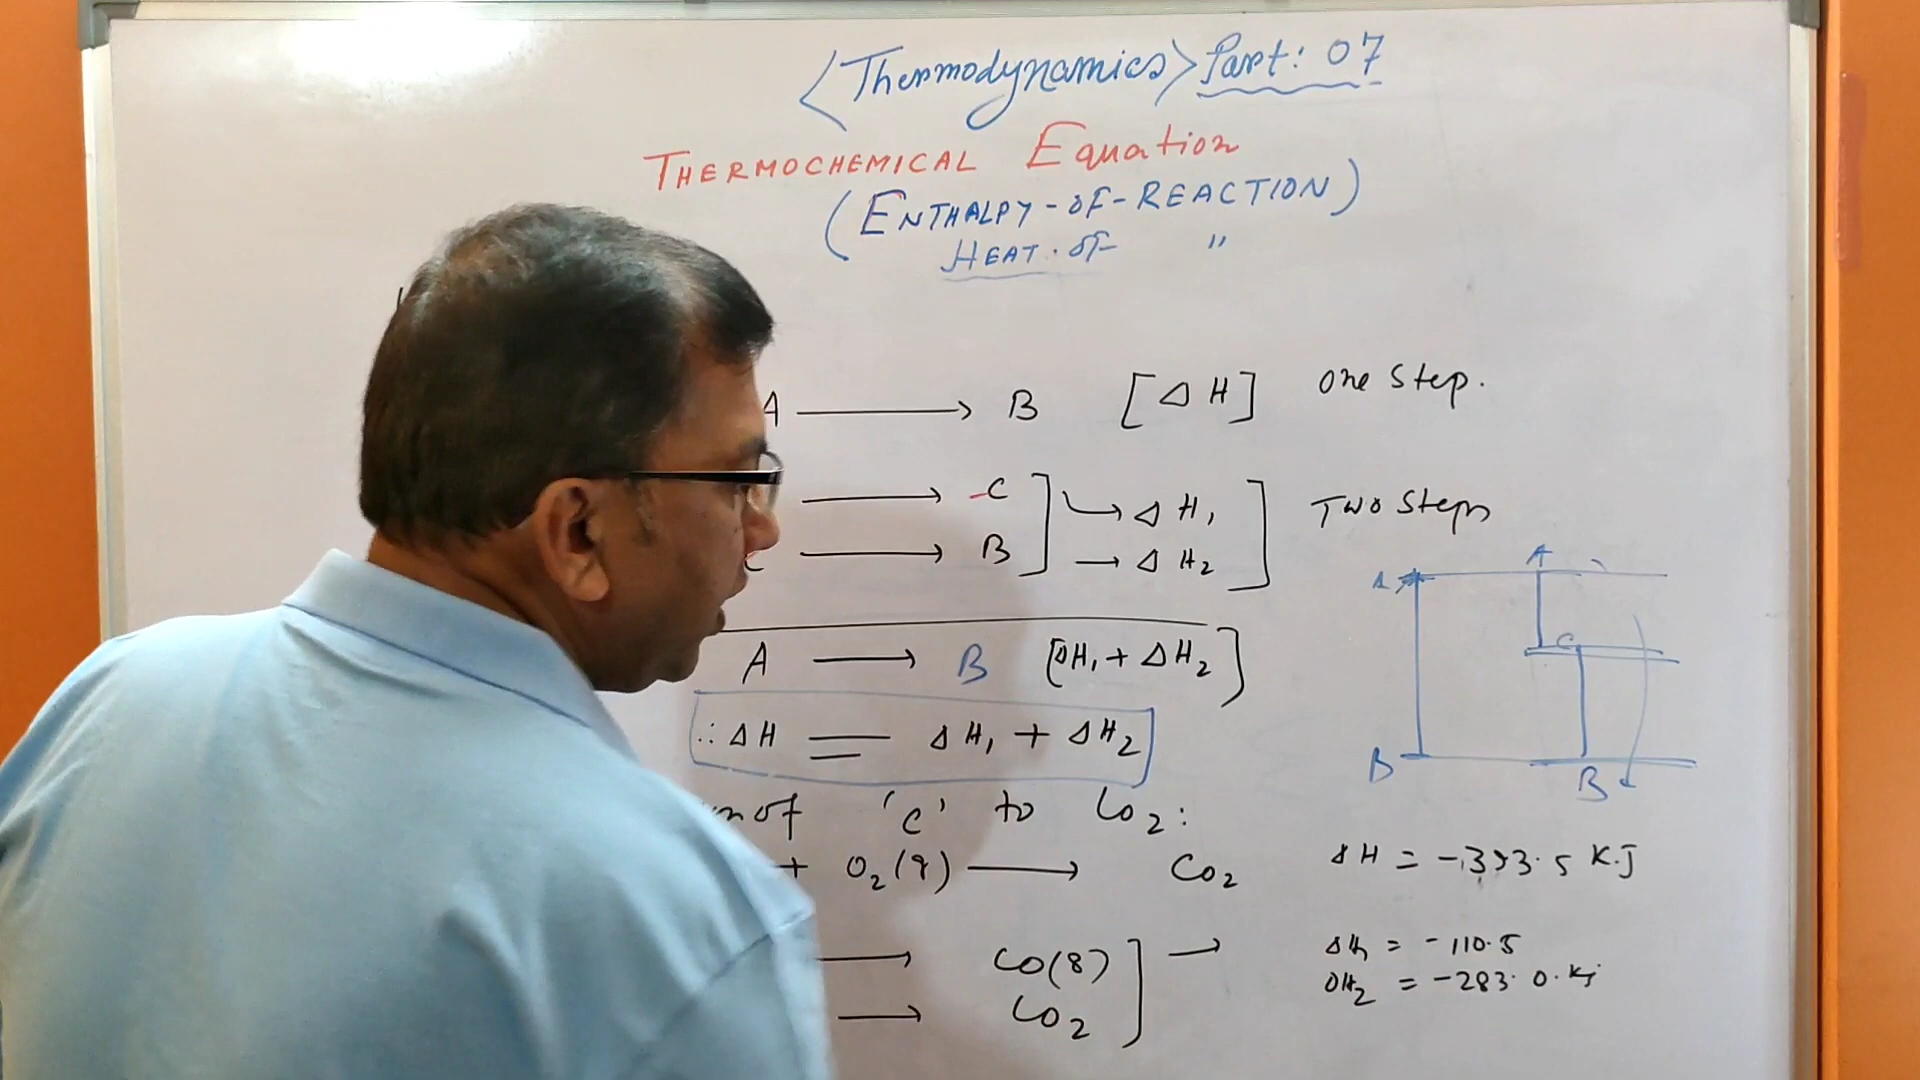 <Thermodynamics> Part: 07
THERMOCHEMICAL Equation
(ENTHALPY-OF-REACTION)
HEAT·OF "
A → B [ΔH] One Step.
→ C ] → ΔH₁ ] Two Steps
C → B → ΔH₂
A → B [ΔH₁ + ΔH₂]
∴ ΔH = ΔH₁ + ΔH₂
A A
C
B B
of 'C' to CO₂:
+ O₂(g) → CO₂ ΔH = -393.5 KJ
→ CO(g) ] → ΔH₁ = -110.5
→ CO₂ ΔH₂ = -283.0 KJ